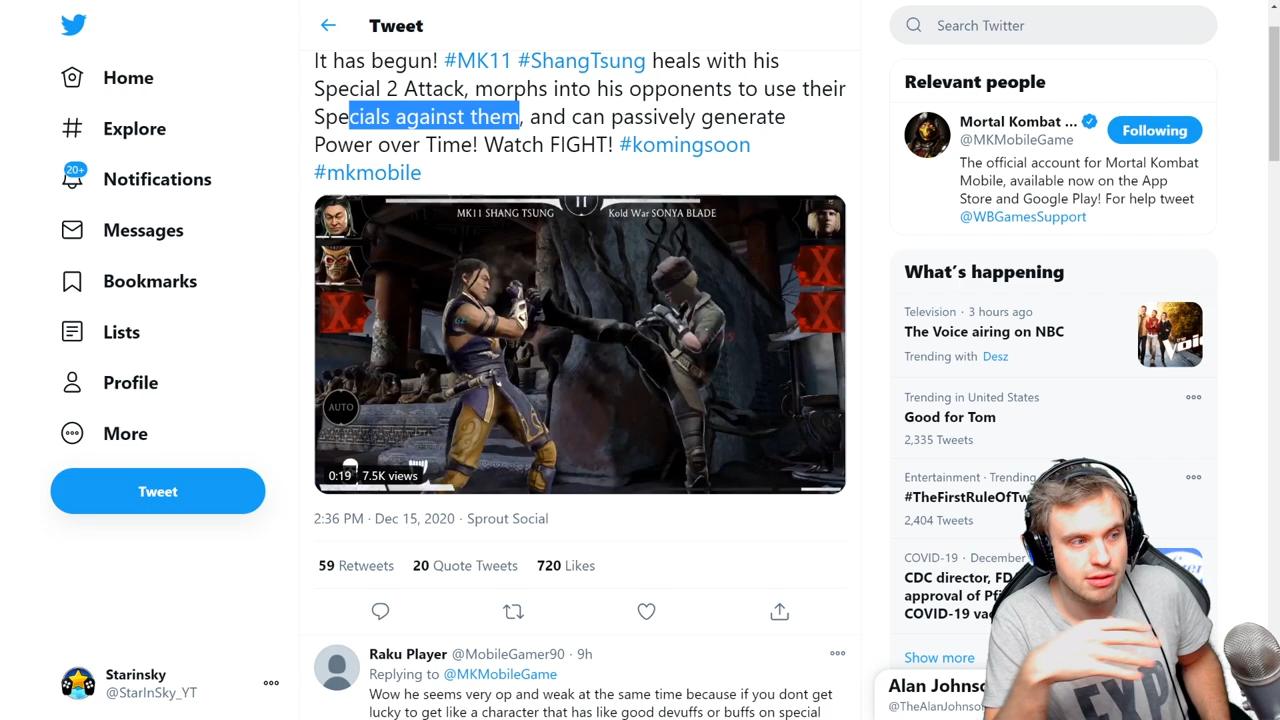 Home
Explore
20+
Notifications
Messages
Bookmarks
Lists
Profile
More
Tweet
Starinsky
@StarInSky_YT
Tweet
It has begun! #MK11 #ShangTsung heals with his
Special 2 Attack, morphs into his opponents to use their
Specials against them, and can passively generate
Power over Time! Watch FIGHT! #komingsoon
#mkmobile
MK11 SHANG TSUNG
Kold War SONYA BLADE
AUTO
0:19 7.5K views
2:36 PM · Dec 15, 2020 · Sprout Social
59 Retweets 20 Quote Tweets 720 Likes
Raku Player @MobileGamer90 · 9h
Replying to @MKMobileGame
Wow he seems very op and weak at the same time because if you dont get
lucky to get like a character that has like good devuffs or buffs on special
Search Twitter
Relevant people
Mortal Kombat ...
@MKMobileGame
Following
The official account for Mortal Kombat
Mobile, available now on the App
Store and Google Play! For help tweet
@WBGamesSupport
What's happening
Television · 3 hours ago
The Voice airing on NBC
Trending with Desz
Trending in United States
Good for Tom
2,335 Tweets
Entertainment · Trending
#TheFirstRuleOfTw
2,404 Tweets
COVID-19 · December
CDC director, FD
approval of Pf
COVID-19 va
Show more
Alan Johns
@TheAlanJohnso
EXP